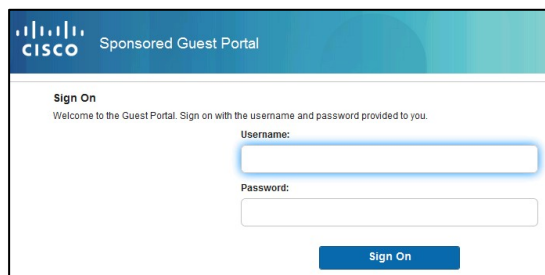 CISCO
Sponsored Guest Portal
Sign On
Welcome to the Guest Portal. Sign on with the username and password provided to you.
Username:
Password:
Sign On